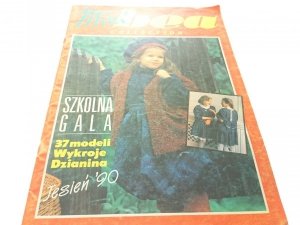 SZKOLNA
GALA
37 modeli
Wykroje
Dzianina
Jesień '90